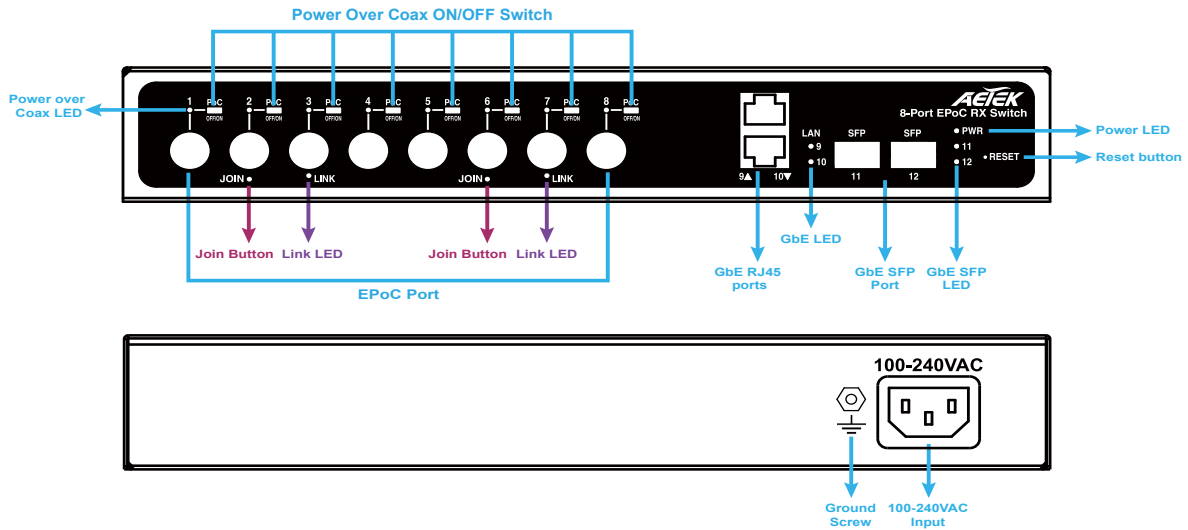 Power Over Coax ON/OFF Switch
Power over
Coax LED
1 PoC 2 PoC 3 PoC 4 PoC 5 PoC 6 PoC 7 PoC 8 PoC
OFF/ON OFF/ON OFF/ON OFF/ON OFF/ON OFF/ON OFF/ON OFF/ON
JOIN LINK JOIN LINK
9▲ 10▼
LAN
9
10
SFP SFP
11 12
AETEK
8-Port EPoC RX Switch
PWR
11
12
RESET
Power LED
Reset button
Join Button Link LED Join Button Link LED
EPoC Port
GbE RJ45
ports
GbE LED
GbE SFP
Port
GbE SFP
LED
100-240VAC
Ground
Screw
100-240VAC
Input